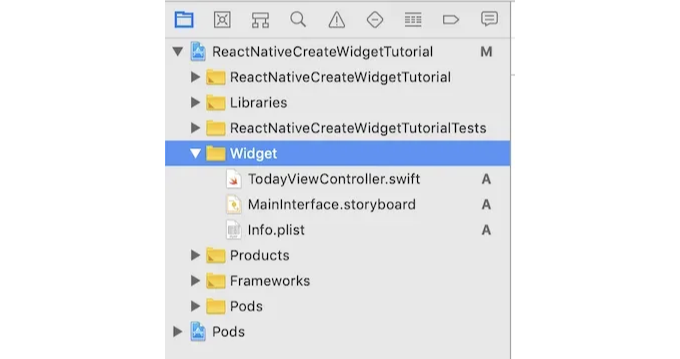 ReactNativeCreateWidgetTutorial M
ReactNativeCreateWidgetTutorial
Libraries
ReactNativeCreateWidgetTutorialTests
Widget
TodayViewController.swift A
MainInterface.storyboard A
Info.plist A
Products
Frameworks
Pods
Pods